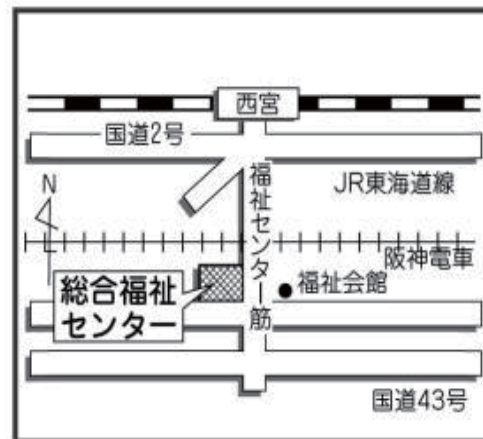 西宮
国道2号
N
JR東海道線
福祉センター筋
阪神電車
福祉会館
総合福祉
センター
国道43号